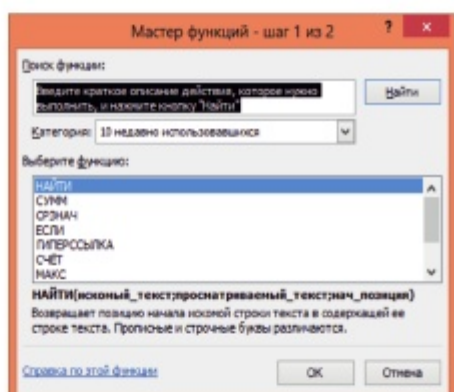 Мастер функций - шаг 1 из 2
?
×
Поиск функции:
Введите краткое описание действия, которое нужно
выполнить, и нажмите кнопку "Найти"
Найти
Категория: 10 недавно использовавшихся
Выберите функцию:
НАЙТИ
СУММ
СРЗНАЧ
ЕСЛИ
ГИПЕРССЫЛКА
СЧЁТ
МАКС
НАЙТИ(искомый_текст;просматриваемый_текст;нач_позиция)
Возвращает позицию начала искомой строки текста в содержащей ее
строке текста. Прописные и строчные буквы различаются.
Справка по этой функции
ОК
Отмена